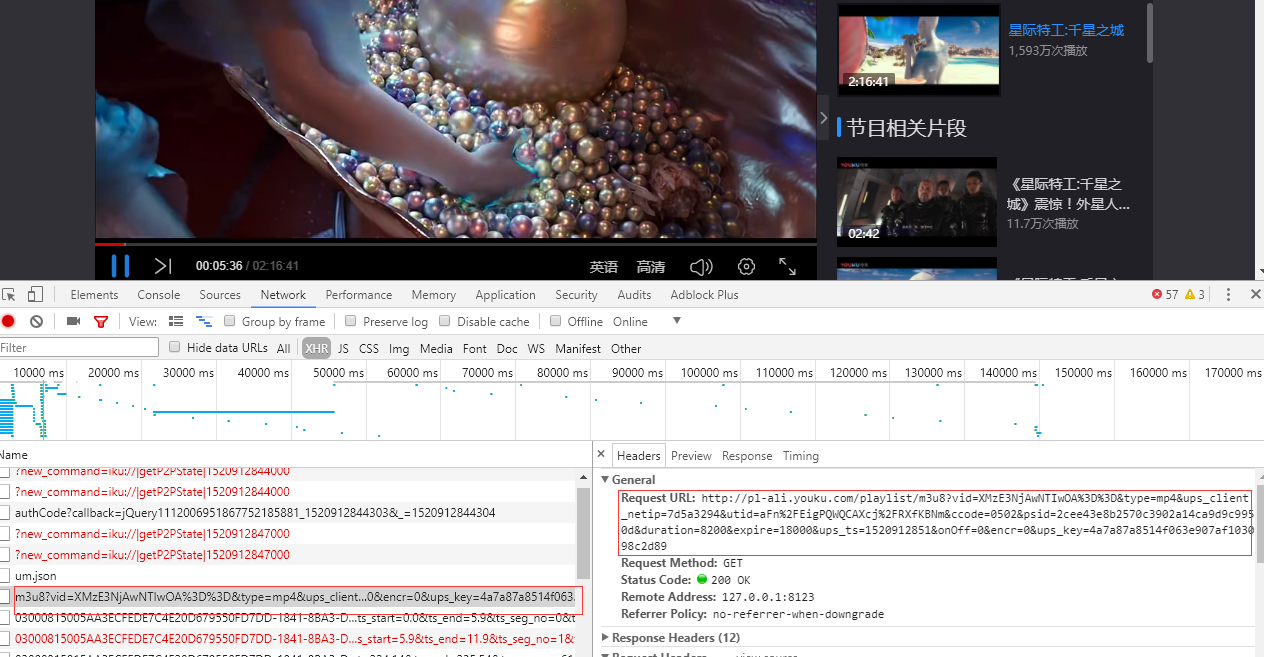 星际特工:千星之城
1,593万次播放
2:16:41
节目相关片段
YOUKU
《星际特工:千星之
城》震惊！外星人...
11.7万次播放
02:42
00:05:36 / 02:16:41
英语 高清
Elements Console Sources Network Performance Memory Application Security Audits Adblock Plus
57 3
View: Group by frame Preserve log Disable cache Offline Online
Filter Hide data URLs All XHR JS CSS Img Media Font Doc WS Manifest Other
10000 ms 20000 ms 30000 ms 40000 ms 50000 ms 60000 ms 70000 ms 80000 ms 90000 ms 100000 ms 110000 ms 120000 ms 130000 ms 140000 ms 150000 ms 160000 ms 170000 ms
Name
?new_command=iku://|getP2PState|1520912844000
?new_command=iku://|getP2PState|1520912844000
authCode?callback=jQuery1112006951867752185881_1520912844303&_=1520912844304
?new_command=iku://|getP2PState|1520912847000
?new_command=iku://|getP2PState|1520912847000
um.json
m3u8?vid=XMzE3NjAwNTIwOA%3D%3D&type=mp4&ups_client...0&encr=0&ups_key=4a7a87a8514f063...
03000815005AA3ECFEDE7C4E20D679550FD7DD-1841-8BA3-D...ts_start=0.0&ts_end=5.9&ts_seg_no=0&t
03000815005AA3ECFEDE7C4E20D679550FD7DD-1841-8BA3-D...ts_start=5.9&ts_end=11.9&ts_seg_no=1&
Headers Preview Response Timing
General
Request URL: http://pl-ali.youku.com/playlist/m3u8?vid=XMzE3NjAwNTIwOA%3D%3D&type=mp4&ups_client
_netip=7d5a3294&utid=aFn%2FEigPQWQCAXcj%2FRXfKBNm&ccode=0502&psid=2cee43e8b2570c3902a14ca9d9c995
0d&duration=8200&expire=18000&ups_ts=1520912851&onOff=0&encr=0&ups_key=4a7a87a8514f063e907af1030
98c2d89
Request Method: GET
Status Code: 200 OK
Remote Address: 127.0.0.1:8123
Referrer Policy: no-referrer-when-downgrade
Response Headers (12)
Request Headers view source